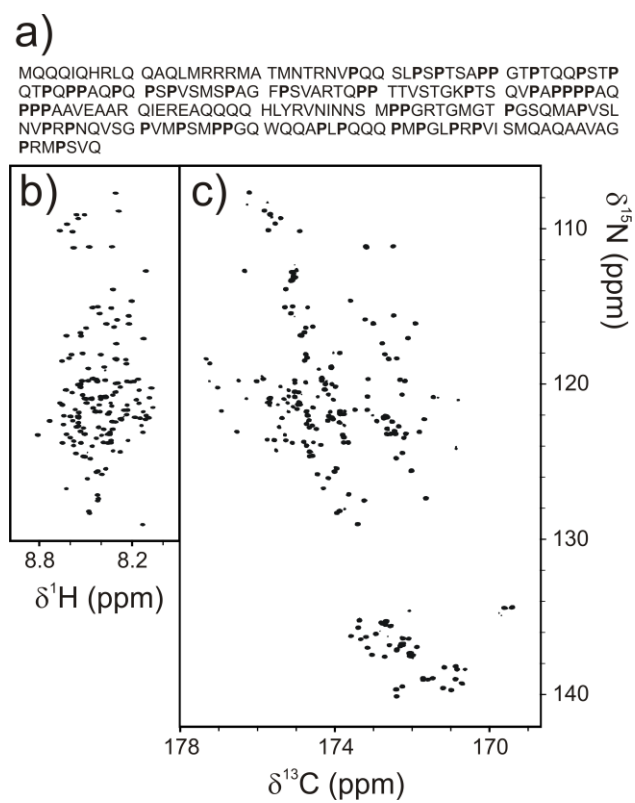 a)
MQQQIQHRLQ QAQLMRRRMA TMNTRNVPQQ SLPSPTSAPP GTPTQQPSTP
QTPQPPAQPQ PSPVSMSPAG FPSVARTQPP TTVSTGKPTS QVPAPPPPAQ
PPPAAVEAAR QIEREAQQQQ HLYRVNINNS MPPGRTGMGT PGSQMAPVSL
NVPRPNQVSG PVMPSMPPGQ WQQAPLPQQQ PMPGLPRPVI SMQAQAAVAG
PRMPSVQ
b)
c)
110
120
130
140
δ15N (ppm)
8.8 8.2
δ1H (ppm)
178 174 170
δ13C (ppm)